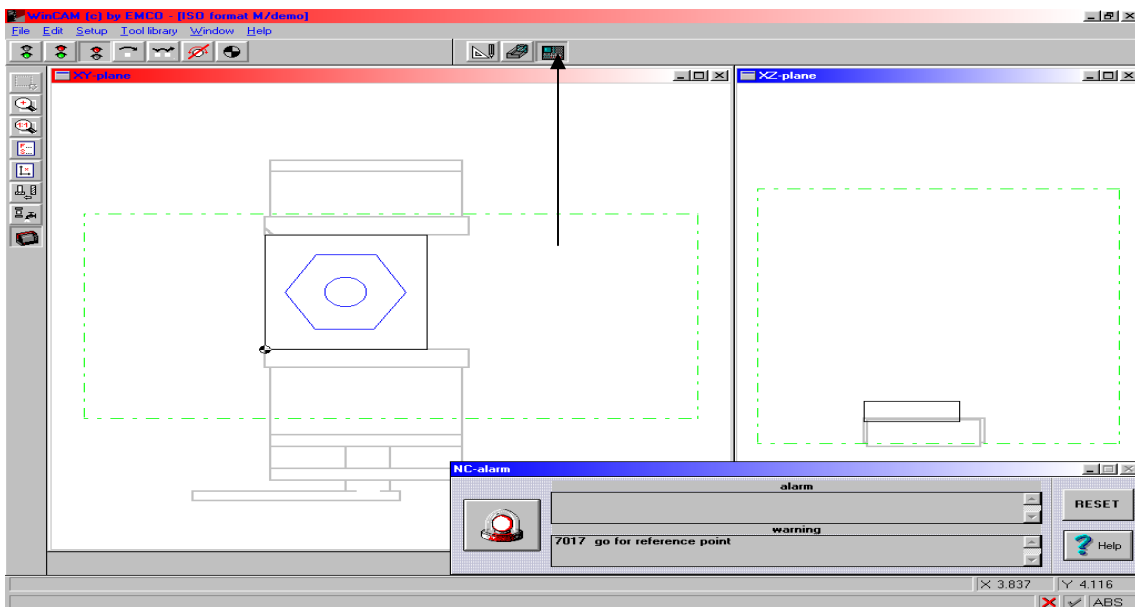 WinCAM (c) by EMCO - [ISO format M/demo]
File Edit Setup Tool library Window Help
XY-plane
XZ-plane
NC-alarm
alarm
RESET
warning
7017 go for reference point
Help
X 3.837 Y 4.116
ABS